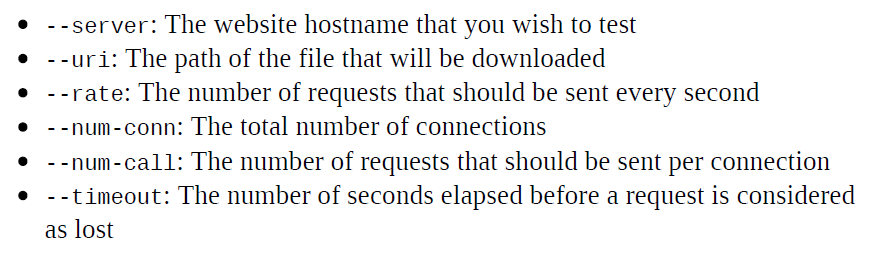 • --server: The website hostname that you wish to test
• --uri: The path of the file that will be downloaded
• --rate: The number of requests that should be sent every second
• --num-conn: The total number of connections
• --num-call: The number of requests that should be sent per connection
• --timeout: The number of seconds elapsed before a request is considered
as lost